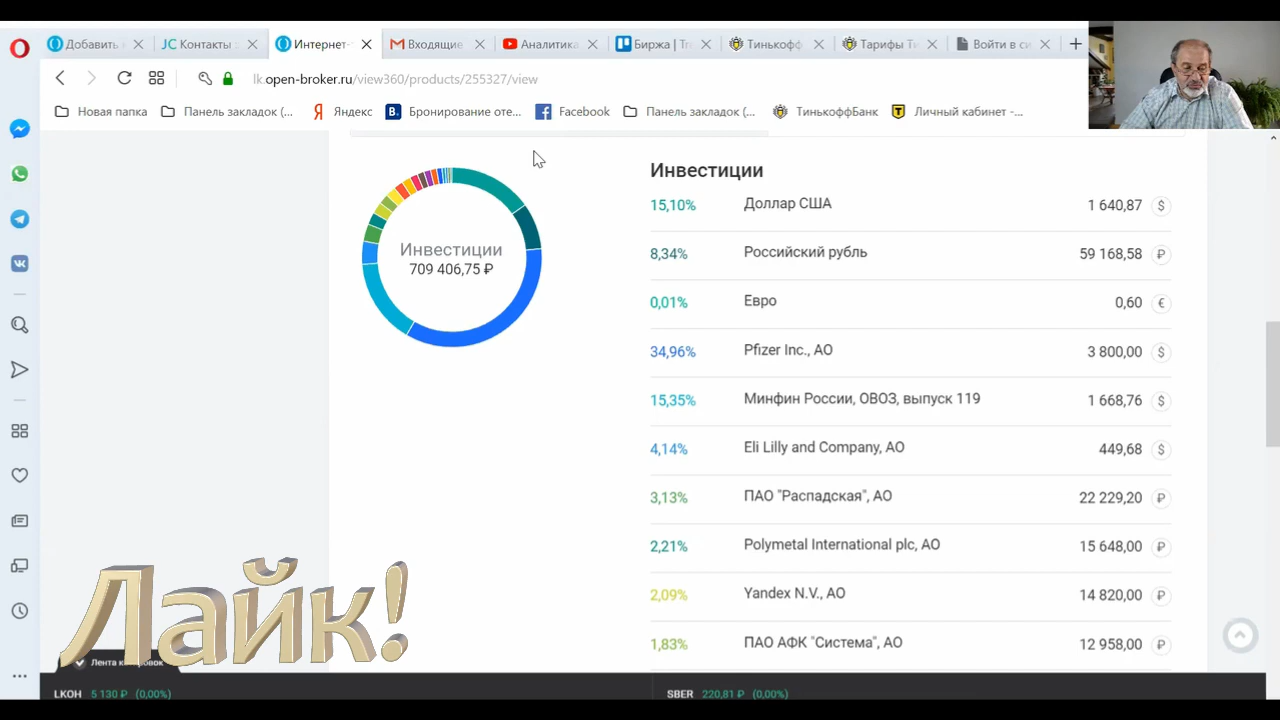 Добавить
JC Контакты
Интернет-
Входящие
Аналитика
Биржа | Tr
Тинькофф
Тарифы Ти
Войти в си
lk.open-broker.ru/view360/products/255327/view
Новая папка
Панель закладок (...
Яндекс
B. Бронирование оте...
Facebook
Панель закладок (...
ТинькоффБанк
Личный кабинет -...
Инвестиции
709 406,75 ₽
Инвестиции
15,10% Доллар США 1 640,87 $
8,34% Российский рубль 59 168,58 ₽
0,01% Евро 0,60 €
34,96% Pfizer Inc., АО 3 800,00 $
15,35% Минфин России, ОВОЗ, выпуск 119 1 668,76 $
4,14% Eli Lilly and Company, АО 449,68 $
3,13% ПАО "Распадская", АО 22 229,20 ₽
2,21% Polymetal International plc, АО 15 648,00 ₽
2,09% Yandex N.V., АО 14 820,00 ₽
1,83% ПАО АФК "Система", АО 12 958,00 ₽
Лайк!
Лента
LKOH 5 130 ₽ (0,00%)
SBER 220,81 ₽ (0,00%)